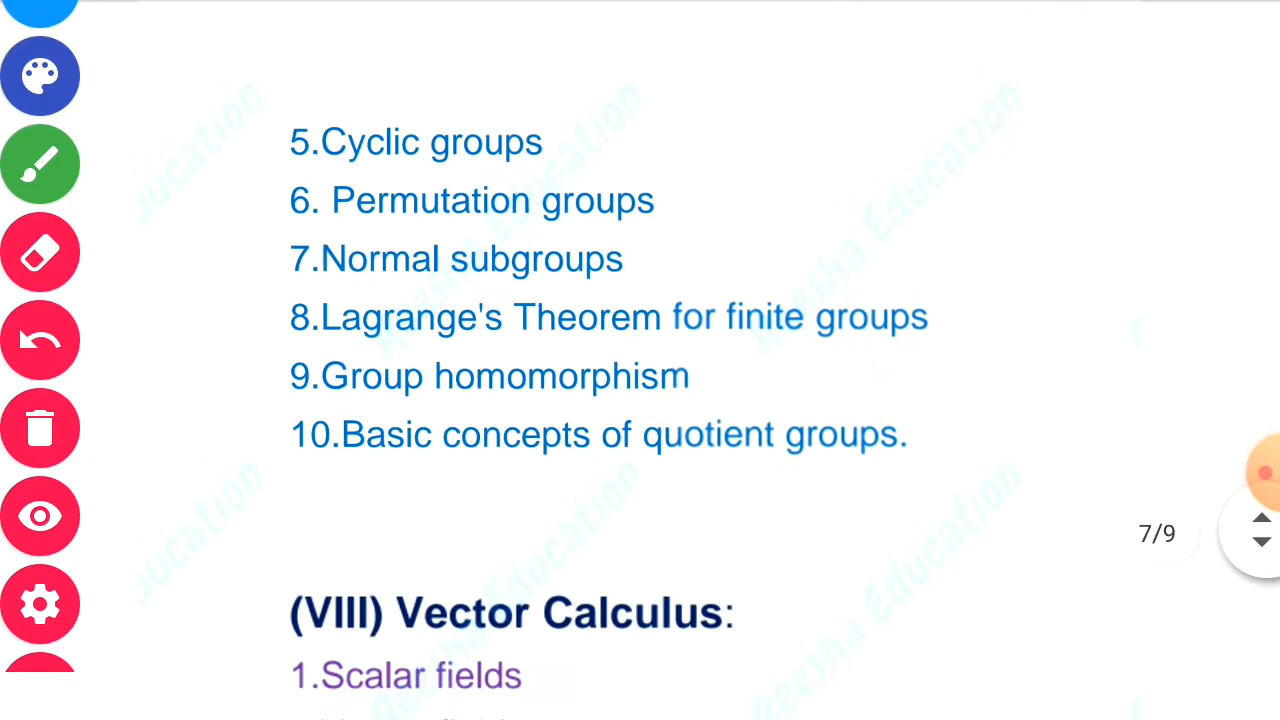 5.Cyclic groups
6. Permutation groups
7.Normal subgroups
8.Lagrange's Theorem for finite groups
9.Group homomorphism
10.Basic concepts of quotient groups.
7/9
(VIII) Vector Calculus:
1.Scalar fields